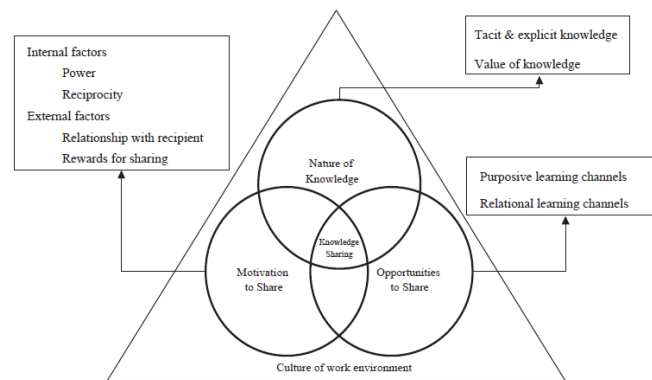 Internal factors
Power
Reciprocity
External factors
Relationship with recipient
Rewards for sharing
Tacit & explicit knowledge
Value of knowledge
Nature of
Knowledge
Purposive learning channels
Relational learning channels
Knowledge
Sharing
Motivation
to Share
Opportunities
to Share
Culture of work environment